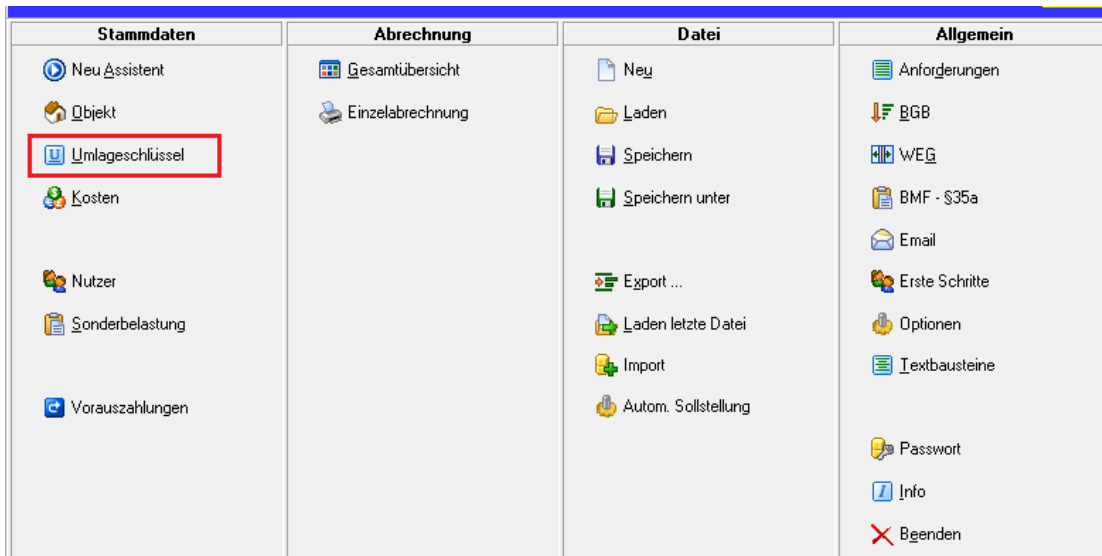 Stammdaten
Neu Assistent
Objekt
Umlageschlüssel
Kosten
Nutzer
Sonderbelastung
Vorauszahlungen
Abrechnung
Gesamtübersicht
Einzelabrechnung
Datei
Neu
Laden
Speichern
Speichern unter
Export ...
Laden letzte Datei
Import
Autom. Sollstellung
Allgemein
Anforderungen
BGB
WEG
BMF - §35a
Email
Erste Schritte
Optionen
Textbausteine
Passwort
Info
Beenden